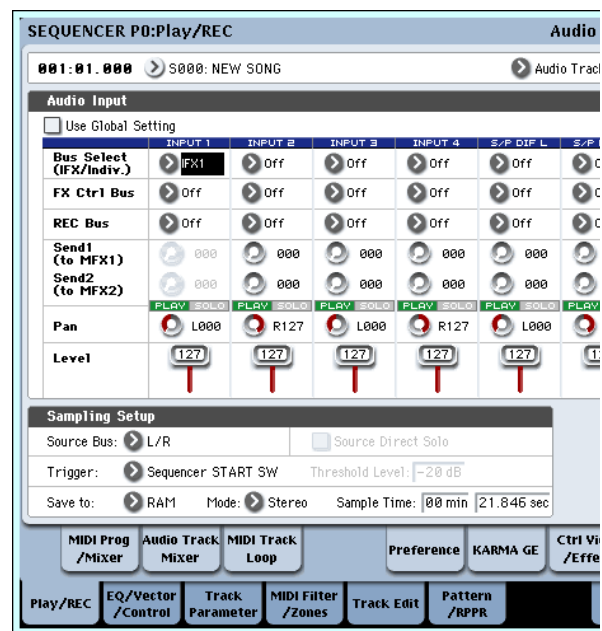 SEQUENCER P0:Play/REC Audio
001:01.000 S000: NEW SONG Audio Track
Audio Input
Use Global Setting
INPUT 1 INPUT 2 INPUT 3 INPUT 4 S/P DIF L S/P
Bus Select (IFX/Indiv.) IFX1 Off Off Off Off
FX Ctrl Bus Off Off Off Off Off
REC Bus Off Off Off Off Off
Send1 (to MFX1) 000 000 000 000 000
Send2 (to MFX2) 000 000 000 000 000
PLAY SOLO PLAY SOLO PLAY SOLO PLAY SOLO PLAY SOLO PLAY
Pan L000 R127 L000 R127 L000
Level 127 127 127 127 127
Sampling Setup
Source Bus: L/R Source Direct Solo
Trigger: Sequencer START SW Threshold Level: -20 dB
Save to: RAM Mode: Stereo Sample Time: 00 min 21.846 sec
MIDI Prog /Mixer Audio Track Mixer MIDI Track Loop Preference KARMA GE Ctrl Vi /Effe
Play/REC EQ/Vector /Control Track Parameter MIDI Filter /Zones Track Edit Pattern /RPPR